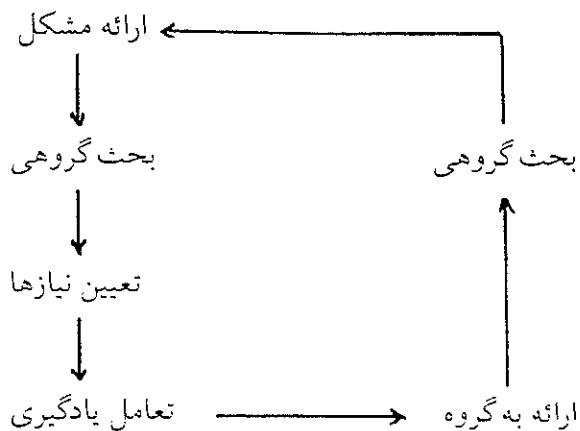 ارائه مشکل
بحث گروهی
بحث گروهی
تعیین نیازها
تعامل یادگیری
ارائه به گروه